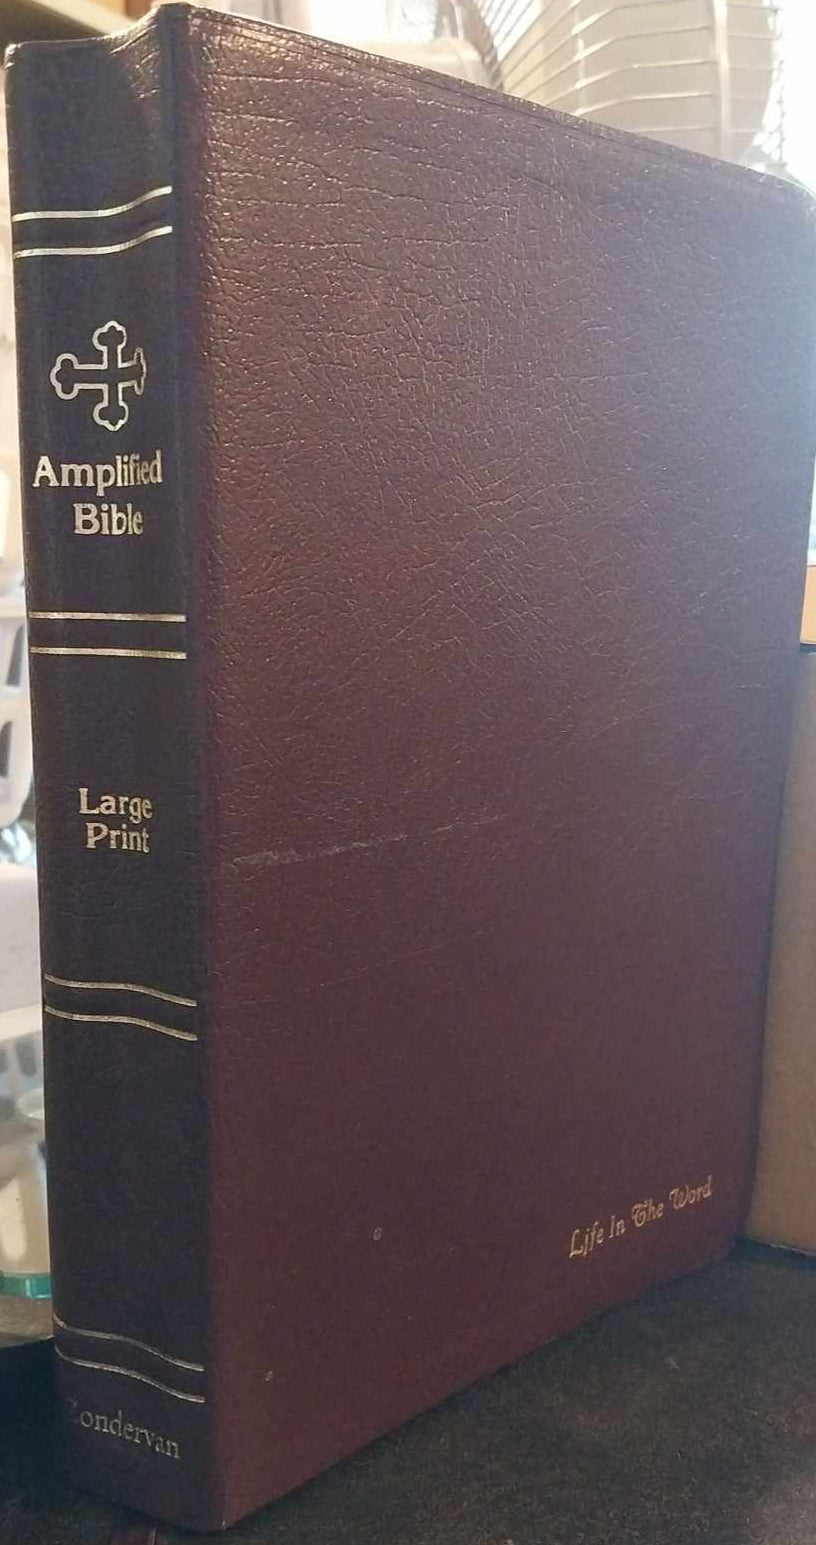 Amplified
Bible
Large
Print
Zondervan
Life In The Word